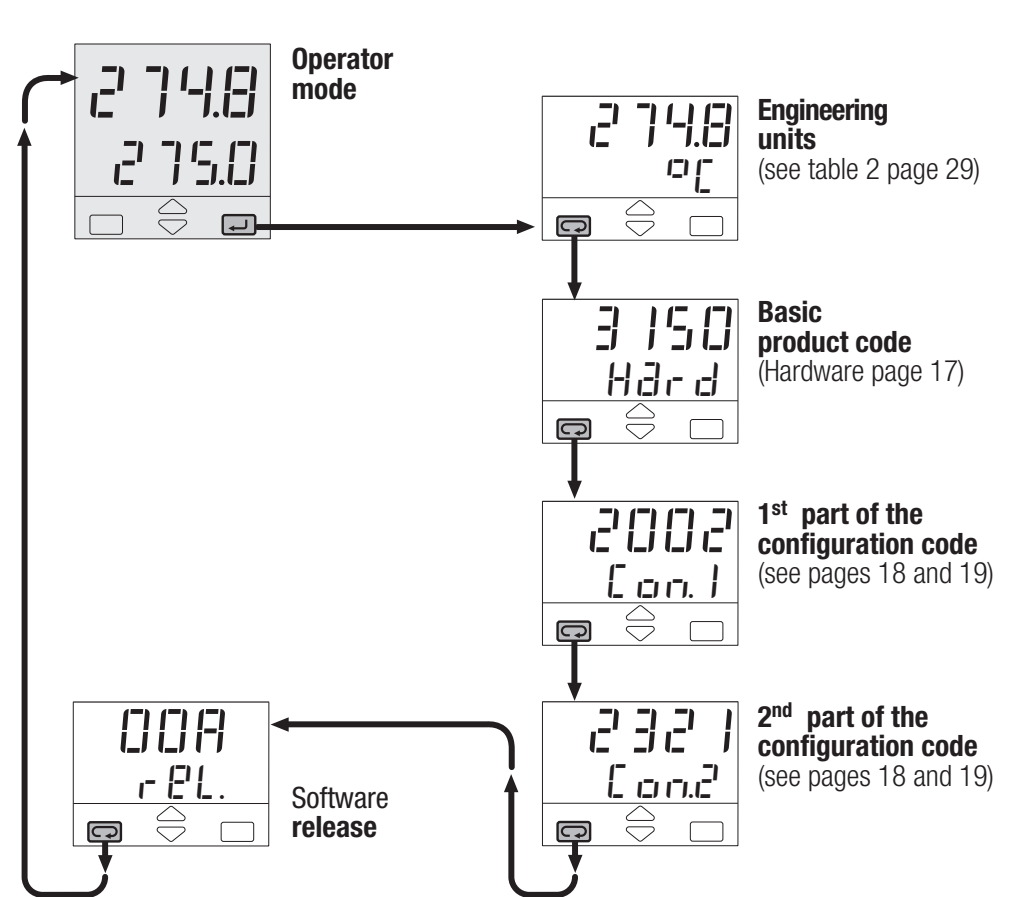 274.8
275.0
Operator
mode
274.8
°C
Engineering
units
(see table 2 page 29)
3150
Hard
Basic
product code
(Hardware page 17)
2002
Con.1
1st part of the
configuration code
(see pages 18 and 19)
2321
Con.2
2nd part of the
configuration code
(see pages 18 and 19)
00A
rEL.
Software
release